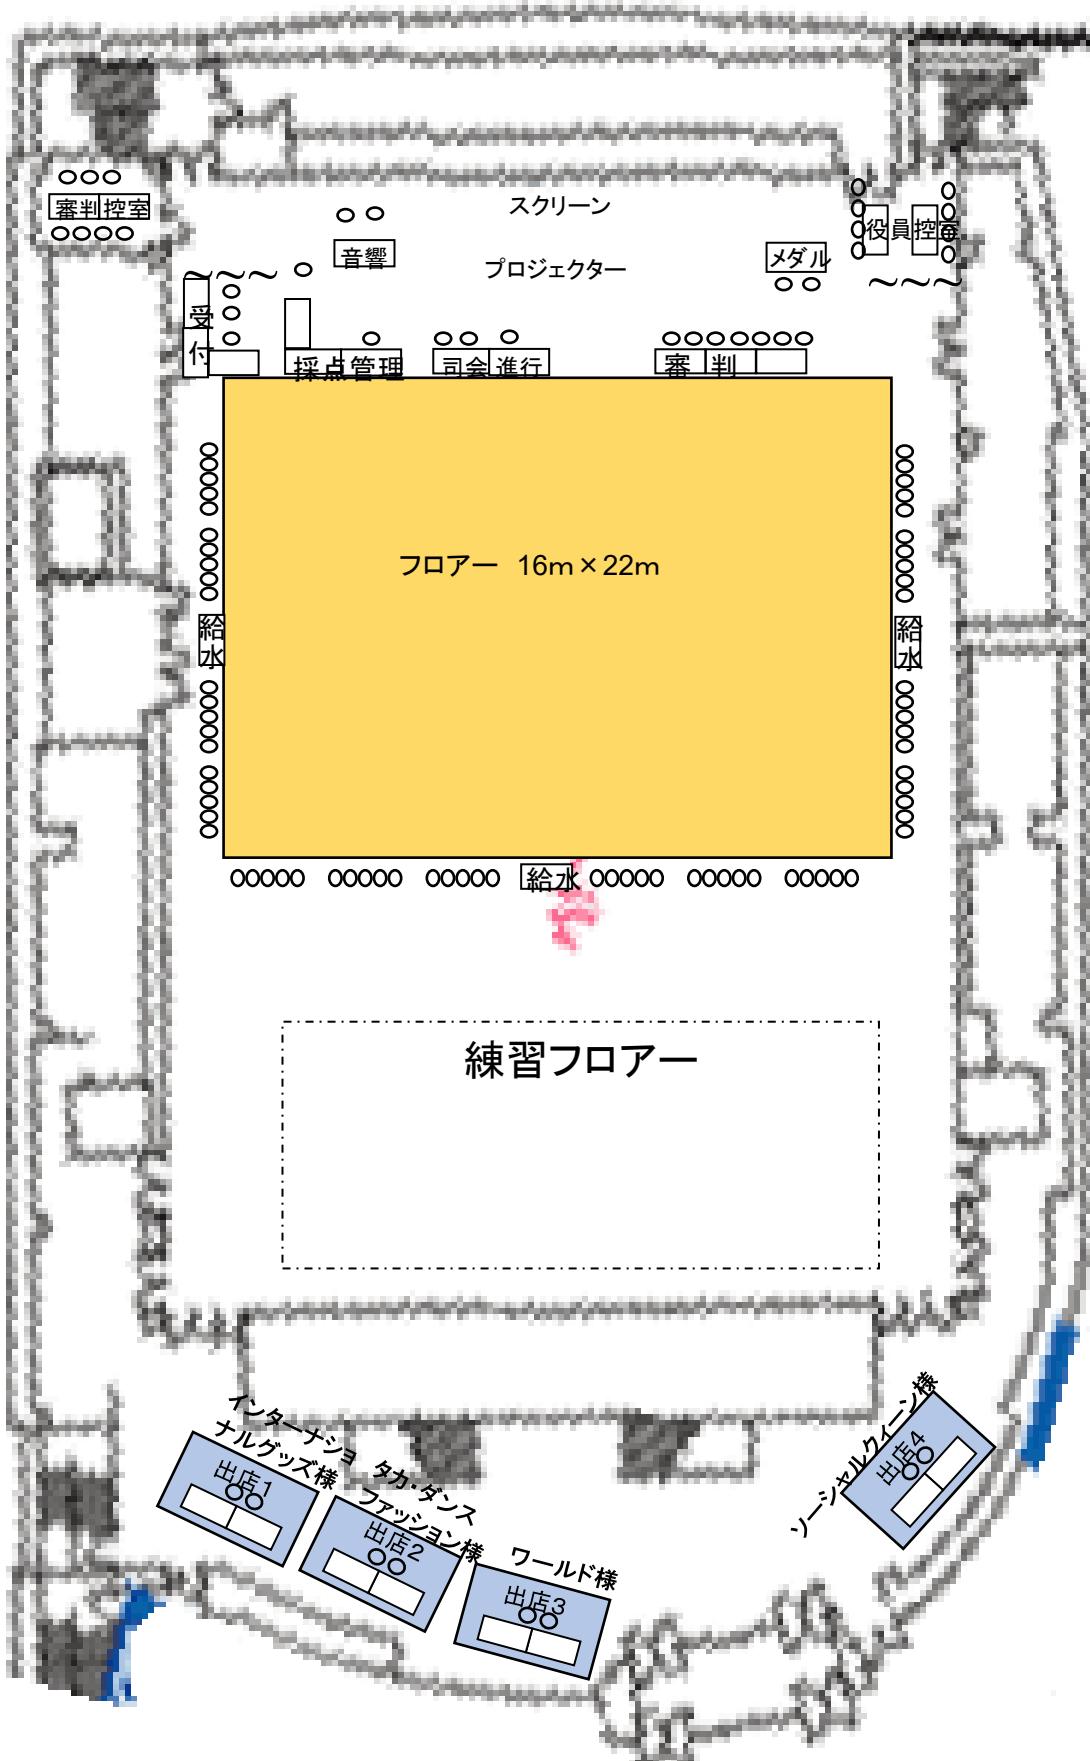 スクリーン
審判控室
役員控室
音響
プロジェクター
メダル
受
付
採点管理
司会 進行
審 判
フロアー 16m×22m
給
水
給
水
給水
練習フロアー
インターナショ
ナルグッズ様
出店1
タカ・ダンス
ファッション様
出店2
ワールド様
出店3
ソーシャルクィーン様
出店4